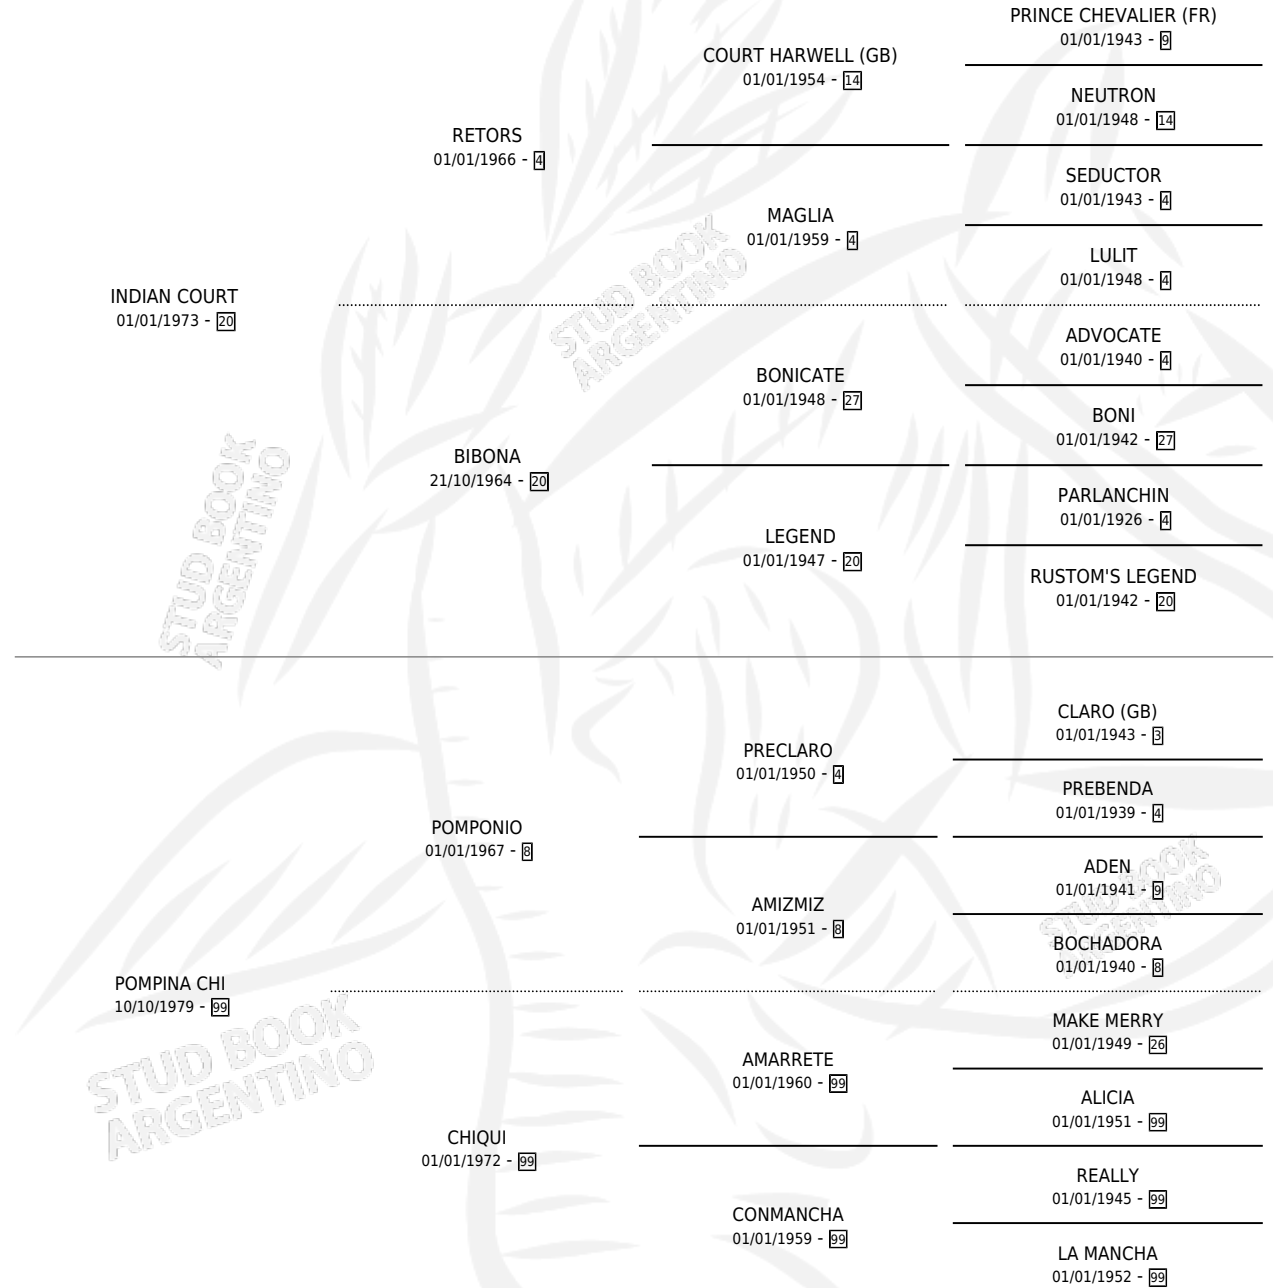 INDIAN COURT
01/01/1973 - 20
RETORS
01/01/1966 - 4
COURT HARWELL (GB)
01/01/1954 - 14
PRINCE CHEVALIER (FR)
01/01/1943 - 9
NEUTRON
01/01/1948 - 14
MAGLIA
01/01/1959 - 4
SEDUCTOR
01/01/1943 - 4
LULIT
01/01/1948 - 4
BIBONA
21/10/1964 - 20
BONICATE
01/01/1948 - 27
ADVOCATE
01/01/1940 - 4
BONI
01/01/1942 - 27
LEGEND
01/01/1947 - 20
PARLANCHIN
01/01/1926 - 4
RUSTOM'S LEGEND
01/01/1942 - 20
POMPINA CHI
10/10/1979 - 99
POMPONIO
01/01/1967 - 8
PRECLARO
01/01/1950 - 4
CLARO (GB)
01/01/1943 - 3
PREBENDA
01/01/1939 - 4
AMIZMIZ
01/01/1951 - 8
ADEN
01/01/1941 - 9
BOCHADORA
01/01/1940 - 8
CHIQUI
01/01/1972 - 99
AMARRETE
01/01/1960 - 99
MAKE MERRY
01/01/1949 - 26
ALICIA
01/01/1951 - 99
CONMANCHA
01/01/1959 - 99
REALLY
01/01/1945 - 99
LA MANCHA
01/01/1952 - 99
STUD BOOK
ARGENTINO
STUD BOOK
ARGENTINO
STUD BOOK
ARGENTINO
STUD BOOK
ARGENTINO